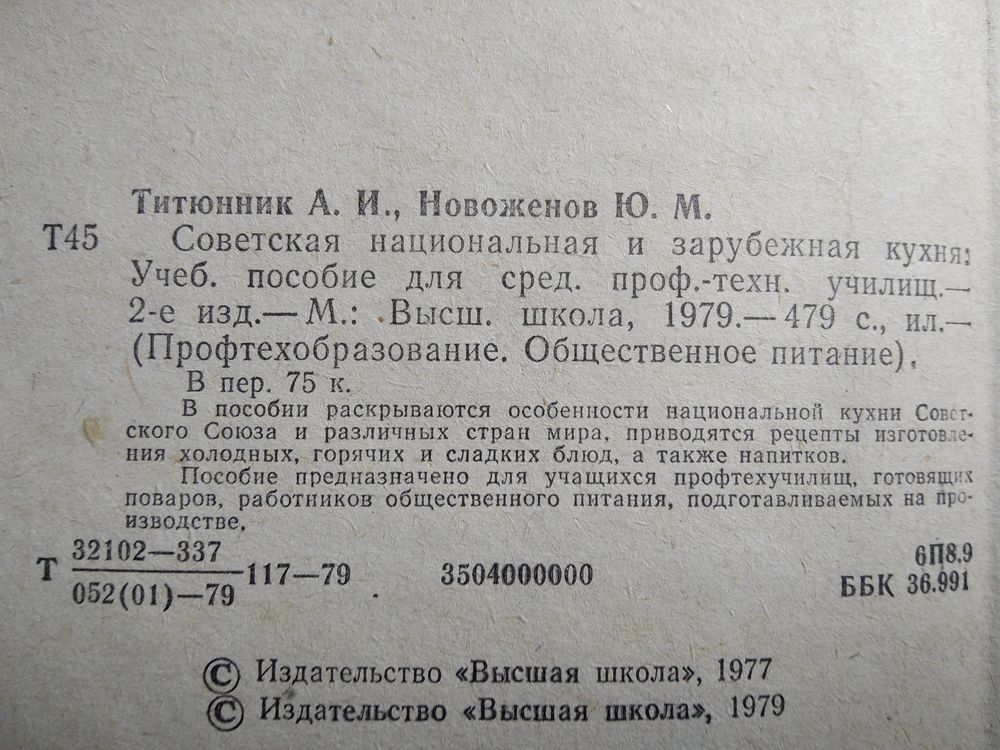 Титюнник А. И., Новоженов Ю. М.
Т45 Советская национальная и зарубежная кухня:
Учеб. пособие для сред. проф.-техн. училищ.—
2-е изд.— М.: Высш. школа, 1979.— 479 с., ил.—
(Профтехобразование. Общественное питание).
В пер. 75 к.
В пособии раскрываются особенности национальной кухни Совет-
ского Союза и различных стран мира, приводятся рецепты изготовле-
ния холодных, горячих и сладких блюд, а также напитков.
Пособие предназначено для учащихся профтехучилищ, готовящих
поваров, работников общественного питания, подготавливаемых на про-
изводстве.
Т 32102—337
052(01)—79 117—79 3504000000
6П8.9
ББК 36.991
© Издательство «Высшая школа», 1977
© Издательство «Высшая школа», 1979